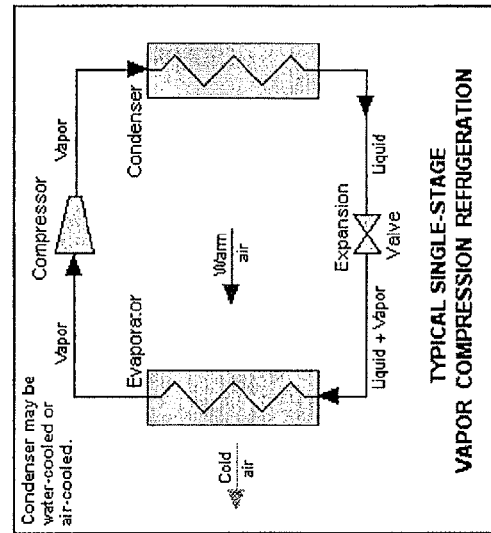 Condenser may be
water-cooled or
air-cooled.
Vapor
Compressor
Vapor
Evaporator
Condenser
Cold
air
Warm
air
Liquid + Vapor
Expansion
Valve
Liquid
TYPICAL SINGLE-STAGE
VAPOR COMPRESSION REFRIGERATION